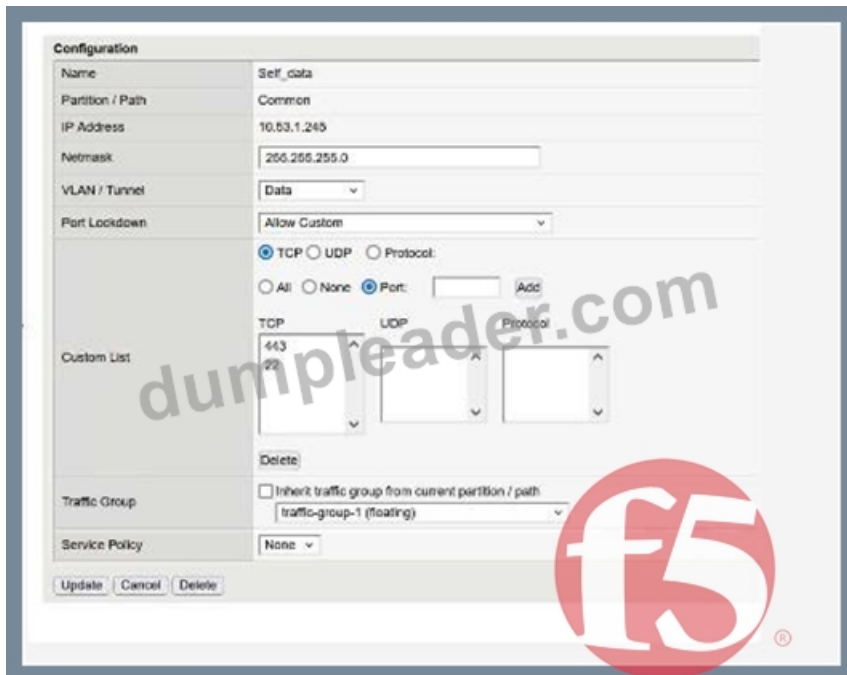 Configuration
Name Self_data
Partition / Path Common
IP Address 10.53.1.245
Netmask 255.255.255.0
VLAN / Tunnel Data
Port Lockdown Allow Custom
TCP UDP Protocol:
All None Port: Add
TCP UDP Protocol
443
22
Custom List
Delete
Traffic Group
Inherit traffic group from current partition / path
traffic-group-1 (floating)
Service Policy None
Update Cancel Delete
dumpleader.com
f5
®